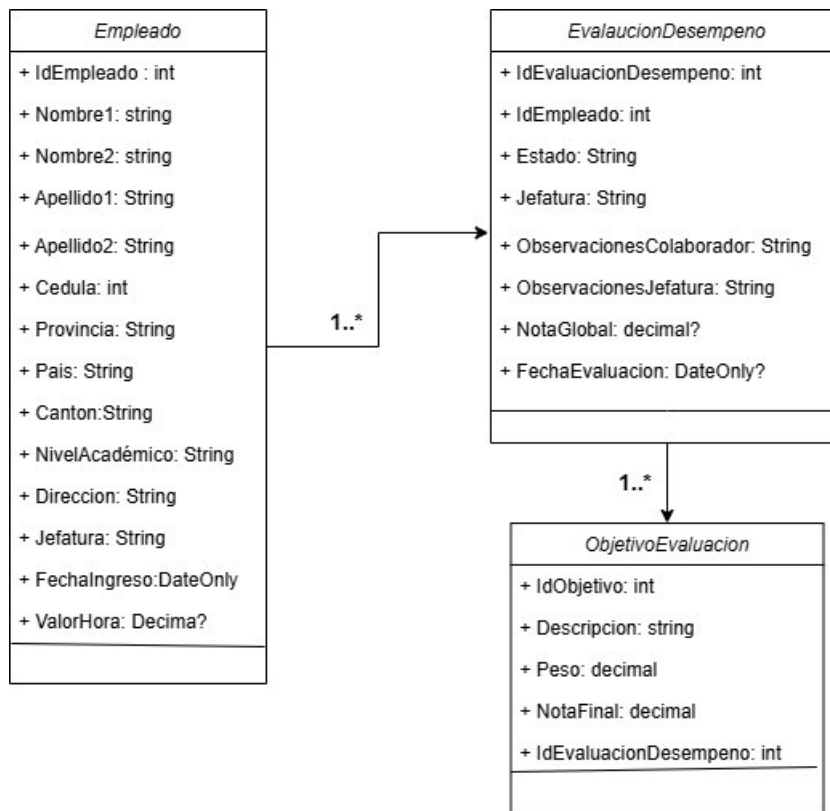 Empleado
+ IdEmpleado : int
+ Nombre1: string
+ Nombre2: string
+ Apellido1: String
+ Apellido2: String
+ Cedula: int
+ Provincia: String
+ Pais: String
+ Canton:String
+ NivelAcadémico: String
+ Direccion: String
+ Jefatura: String
+ FechaIngreso:DateOnly
+ ValorHora: Decima?
1..*
EvalaucionDesempeno
+ IdEvaluacionDesempeno: int
+ IdEmpleado: int
+ Estado: String
+ Jefatura: String
+ ObservacionesColaborador: String
+ ObservacionesJefatura: String
+ NotaGlobal: decimal?
+ FechaEvaluacion: DateOnly?
1..*
ObjetivoEvaluacion
+ IdObjetivo: int
+ Descripcion: string
+ Peso: decimal
+ NotaFinal: decimal
+ IdEvaluacionDesempeno: int